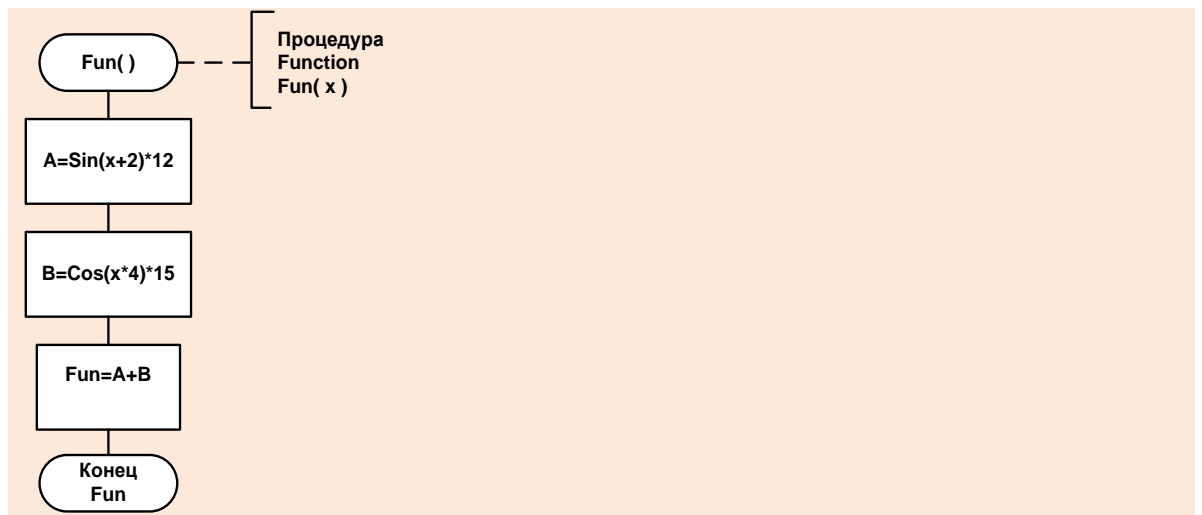 Fun( )
Процедура
Function
Fun( x )
A=Sin(x+2)*12
B=Cos(x*4)*15
Fun=A+B
Конец
Fun